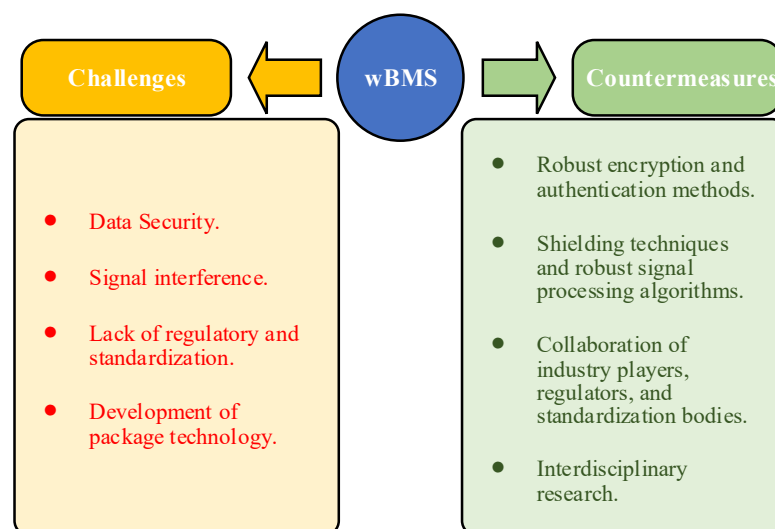 Challenges
wBMS
Countermeasures
● Data Security.
● Signal interference.
● Lack of regulatory and
standardization.
● Development of
package technology.
● Robust encryption and
authentication methods.
● Shielding techniques
and robust signal
processing algorithms.
● Collaboration of
industry players,
regulators, and
standardization bodies.
● Interdisciplinary
research.